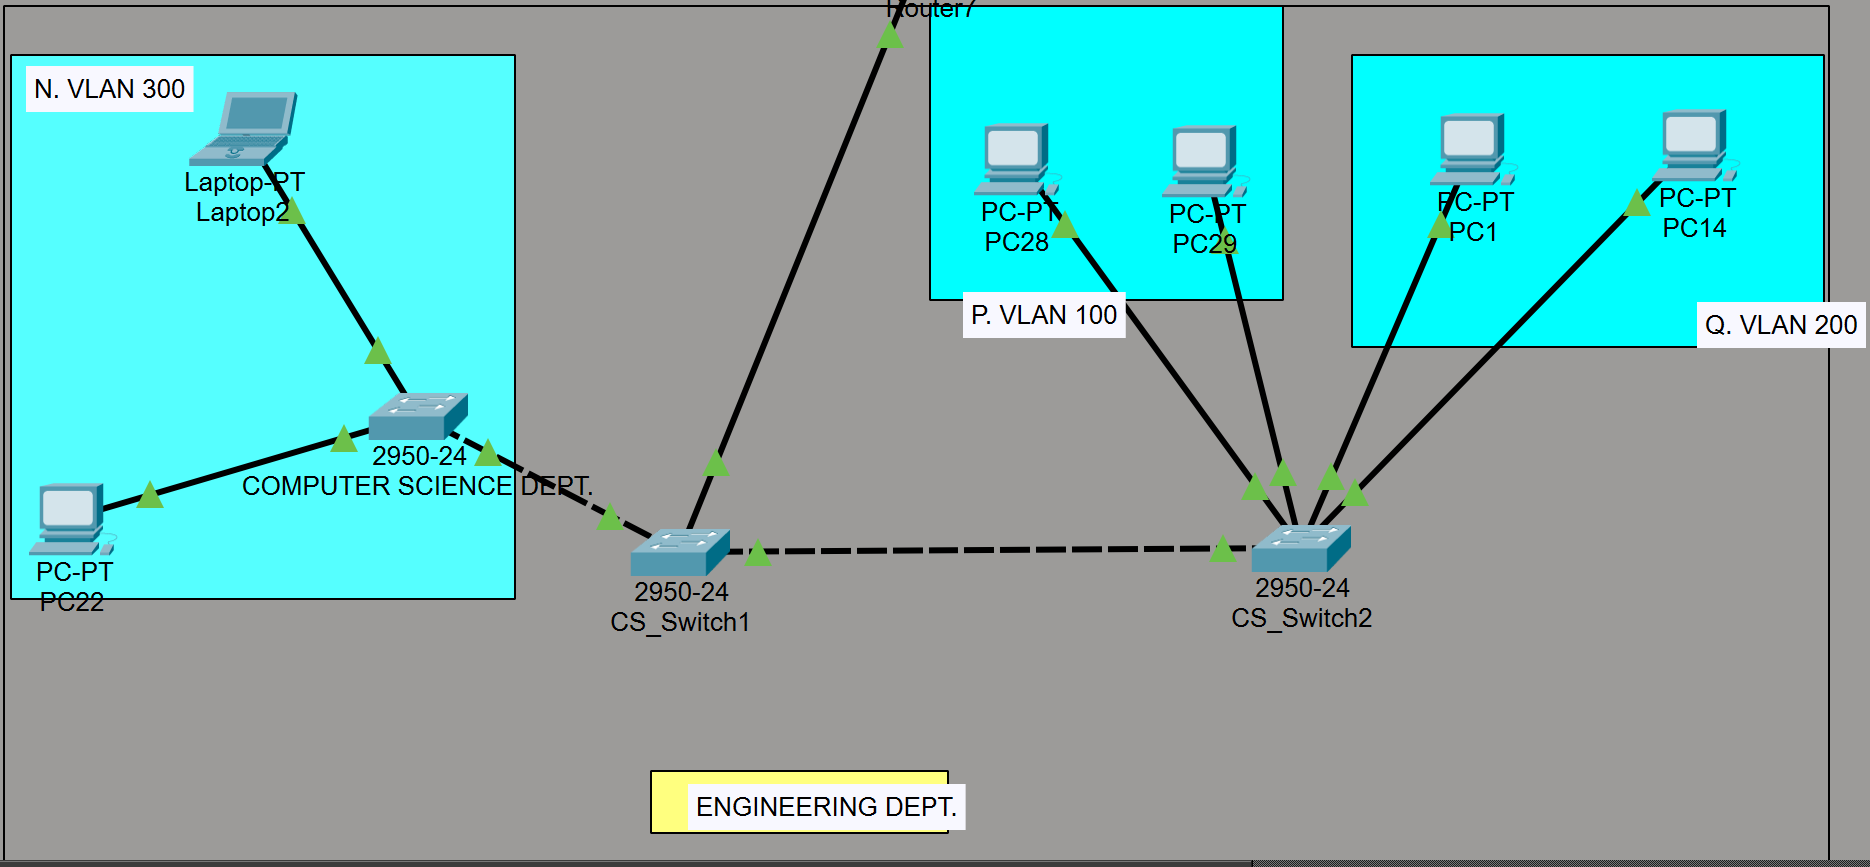 Router7
N. VLAN 300
Laptop-PT
Laptop2
PC-PT
PC28
PC-PT
PC29
PC-PT
PC1
PC-PT
PC14
P. VLAN 100
Q. VLAN 200
2950-24
COMPUTER SCIENCE DEPT.
PC-PT
PC22
2950-24
CS_Switch1
2950-24
CS_Switch2
ENGINEERING DEPT.